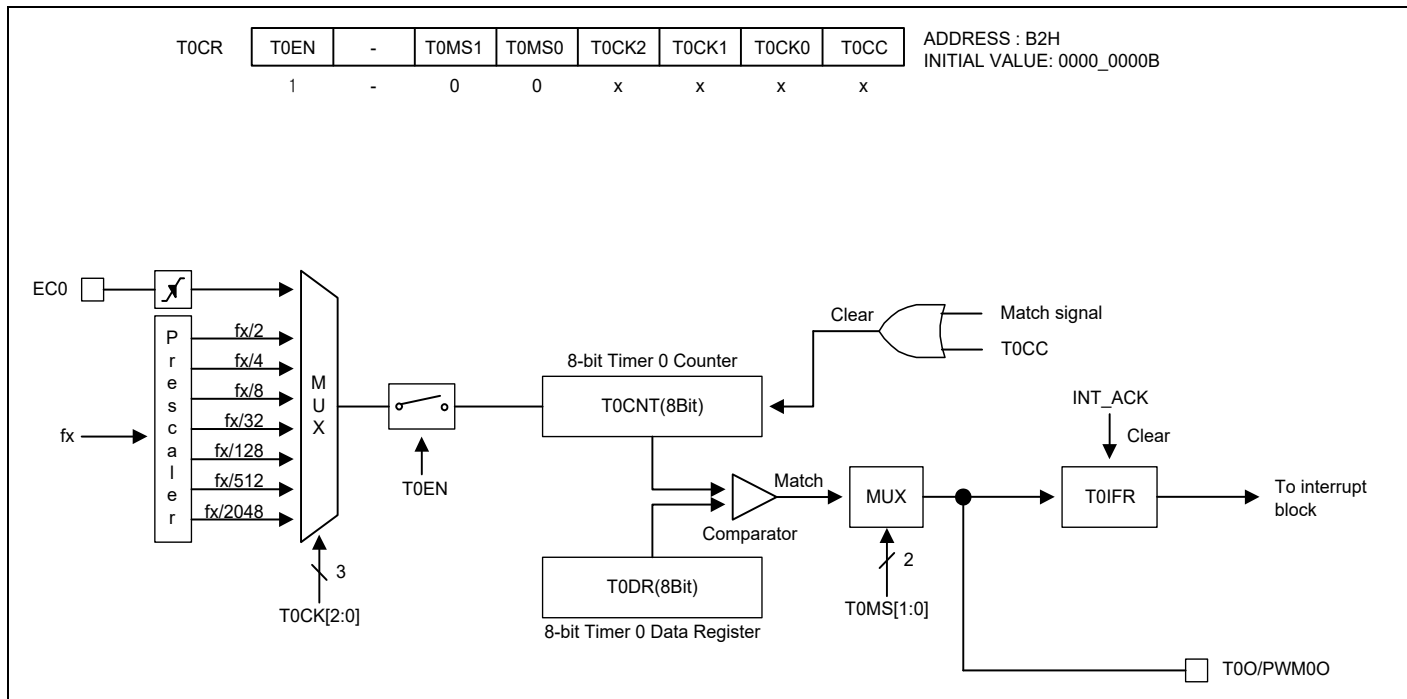 T0CR T0EN - T0MS1 T0MS0 T0CK2 T0CK1 T0CK0 T0CC
ADDRESS : B2H
INITIAL VALUE: 0000_0000B
1 - 0 0 x x x x
EC0
Prescaler
fx
fx/2
fx/4
fx/8
fx/32
fx/128
fx/512
fx/2048
MUX
3
T0CK[2:0]
T0EN
8-bit Timer 0 Counter
T0CNT(8Bit)
Clear
Match signal
T0CC
Comparator
Match
T0DR(8Bit)
8-bit Timer 0 Data Register
MUX
2
T0MS[1:0]
INT_ACK
Clear
T0IFR
To interrupt
block
T0O/PWM0O